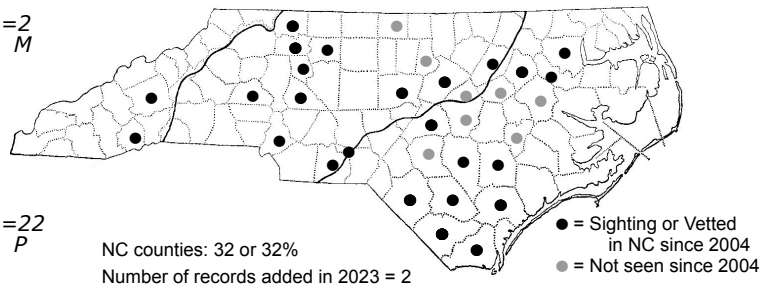 =2
M
=22
P
NC counties: 32 or 32%
Number of records added in 2023 = 2
= Sighting or Vetted
in NC since 2004
= Not seen since 2004